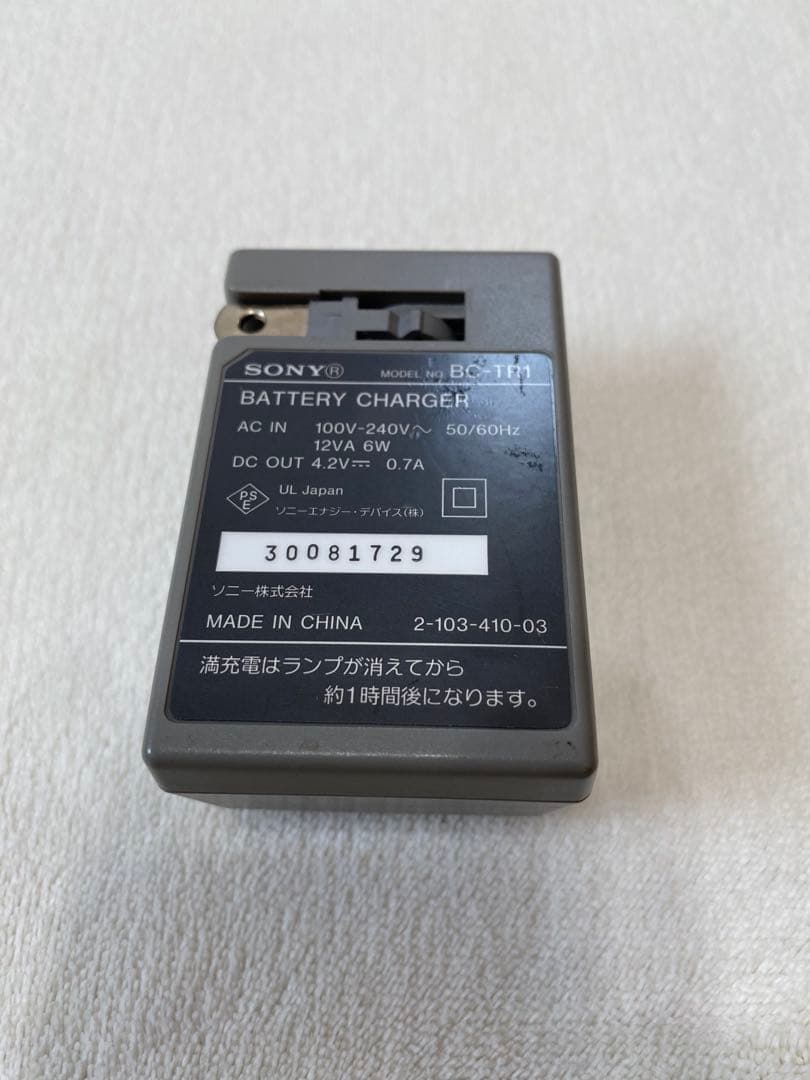 SONY® MODEL NO. BC-TR1
BATTERY CHARGER
AC IN 100V-240V〜 50/60Hz
12VA 6W
DC OUT 4.2V⎓ 0.7A
PS
E
UL Japan
ソニーエナジー・デバイス(株)
30081729
ソニー株式会社
MADE IN CHINA 2-103-410-03
満充電はランプが消えてから
約1時間後になります。